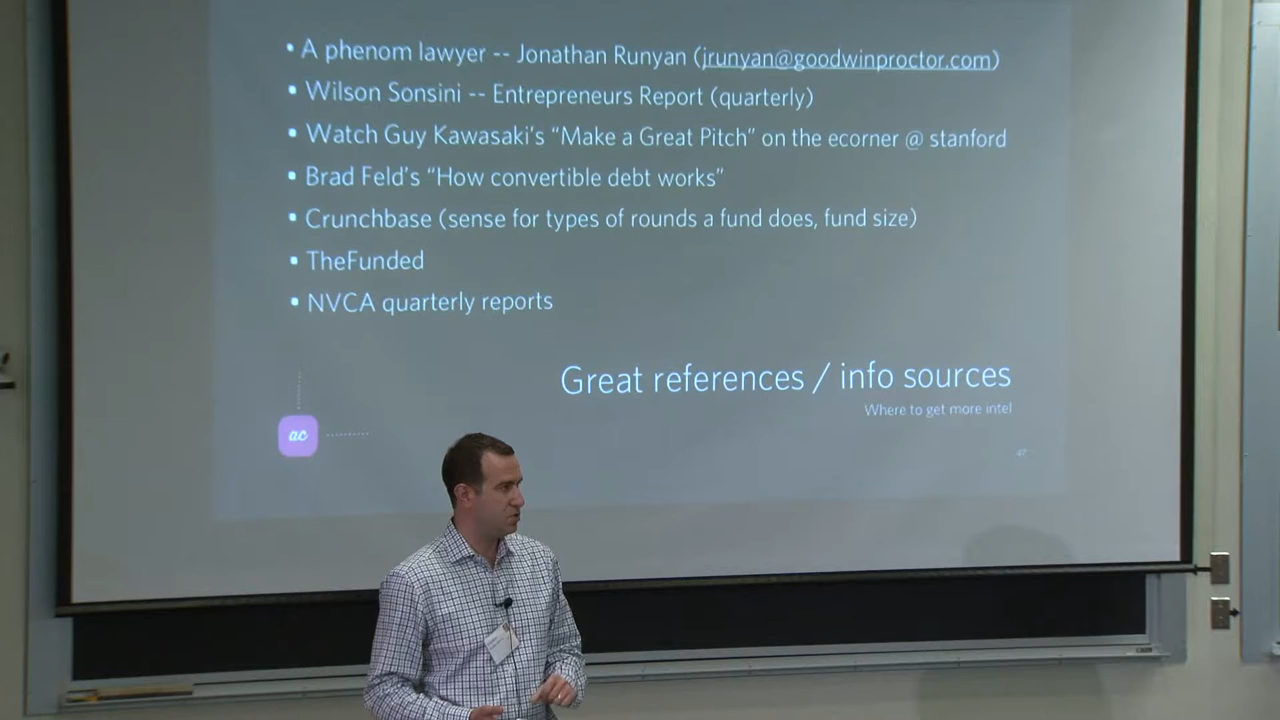 • A phenom lawyer -- Jonathan Runyan (jrunyan@goodwinproctor.com)
• Wilson Sonsini -- Entrepreneurs Report (quarterly)
• Watch Guy Kawasaki's “Make a Great Pitch” on the ecorner @ stanford
• Brad Feld's “How convertible debt works”
• Crunchbase (sense for types of rounds a fund does, fund size)
• TheFunded
• NVCA quarterly reports
Great references / info sources
Where to get more intel
ac
47